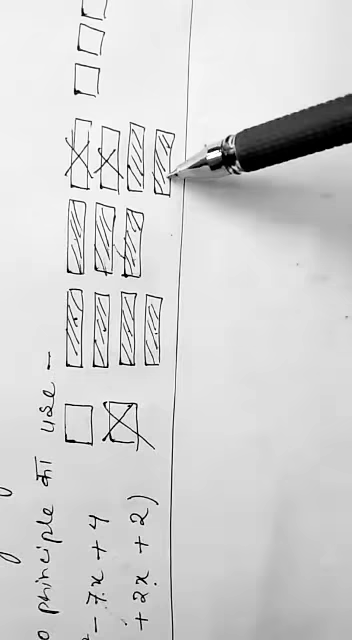 principle का use -
- 7x + 4
+ 2x + 2)